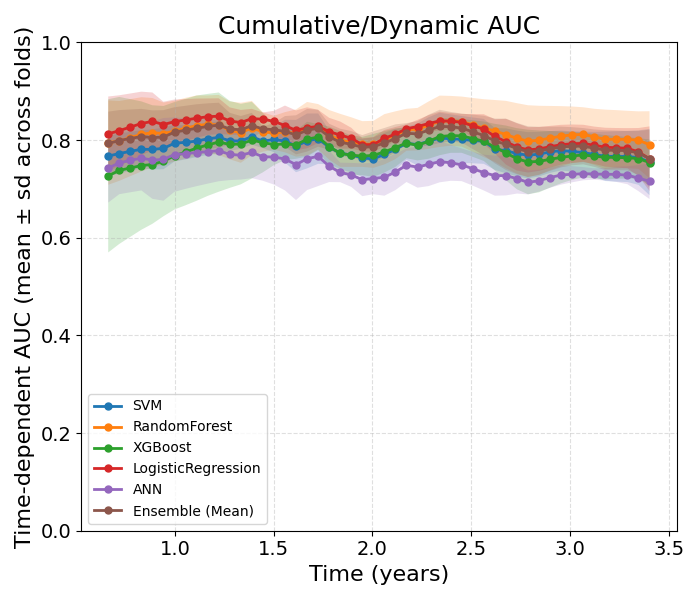 Cumulative/Dynamic AUC
Time-dependent AUC (mean ± sd across folds)
1.0
0.8
0.6
0.4
0.2
0.0
SVM
RandomForest
XGBoost
LogisticRegression
ANN
Ensemble (Mean)
1.0 1.5 2.0 2.5 3.0 3.5
Time (years)